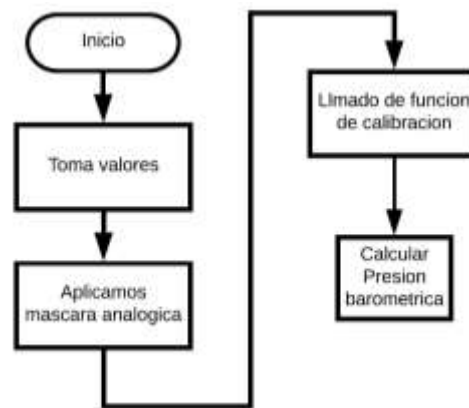 Inicio
Toma valores
Aplicamos
mascara analogica
Llmado de funcion
de calibracion
Calcular
Presion
barometrica